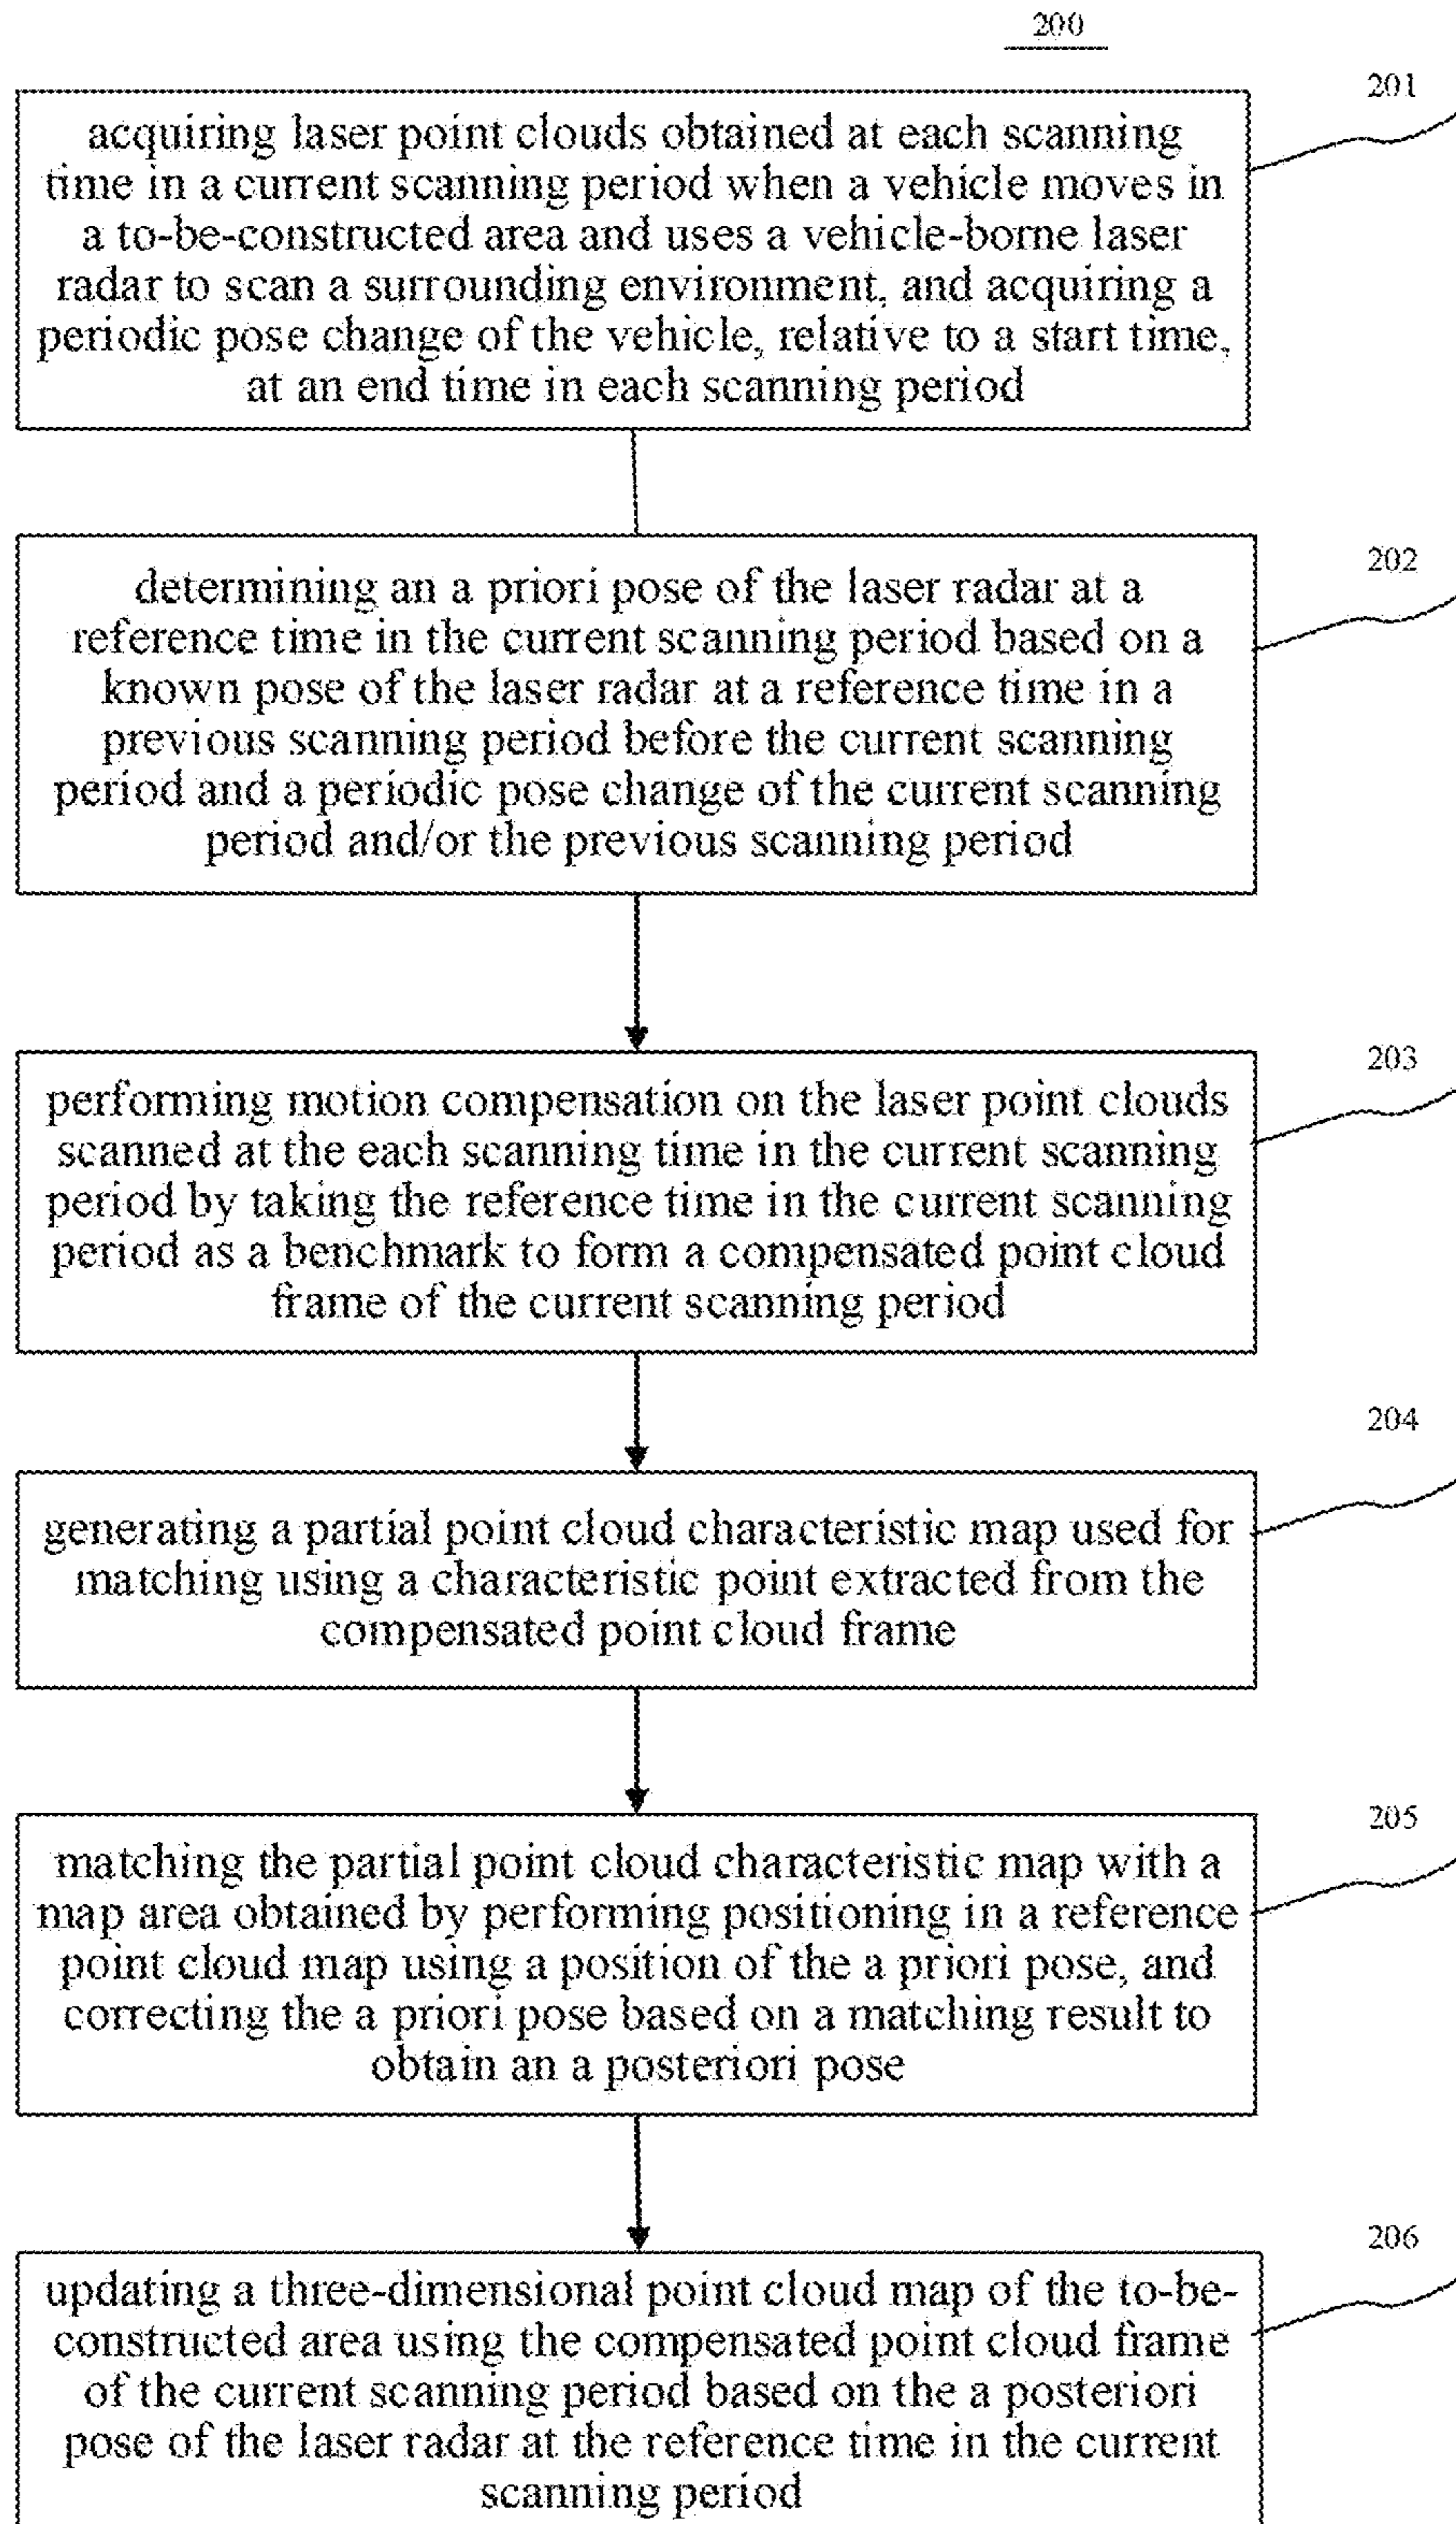 200
201
acquiring laser point clouds obtained at each scanning
time in a current scanning period when a vehicle moves in
a to-be-constructed area and uses a vehicle-borne laser
radar to scan a surrounding environment, and acquiring a
periodic pose change of the vehicle, relative to a start time,
at an end time in each scanning period
202
determining an a priori pose of the laser radar at a
reference time in the current scanning period based on a
known pose of the laser radar at a reference time in a
previous scanning period before the current scanning
period and a periodic pose change of the current scanning
period and/or the previous scanning period
203
performing motion compensation on the laser point clouds
scanned at the each scanning time in the current scanning
period by taking the reference time in the current scanning
period as a benchmark to form a compensated point cloud
frame of the current scanning period
204
generating a partial point cloud characteristic map used for
matching using a characteristic point extracted from the
compensated point cloud frame
205
matching the partial point cloud characteristic map with a
map area obtained by performing positioning in a reference
point cloud map using a position of the a priori pose, and
correcting the a priori pose based on a matching result to
obtain an a posteriori pose
206
updating a three-dimensional point cloud map of the to-be-
constructed area using the compensated point cloud frame
of the current scanning period based on the a posteriori
pose of the laser radar at the reference time in the current
scanning period